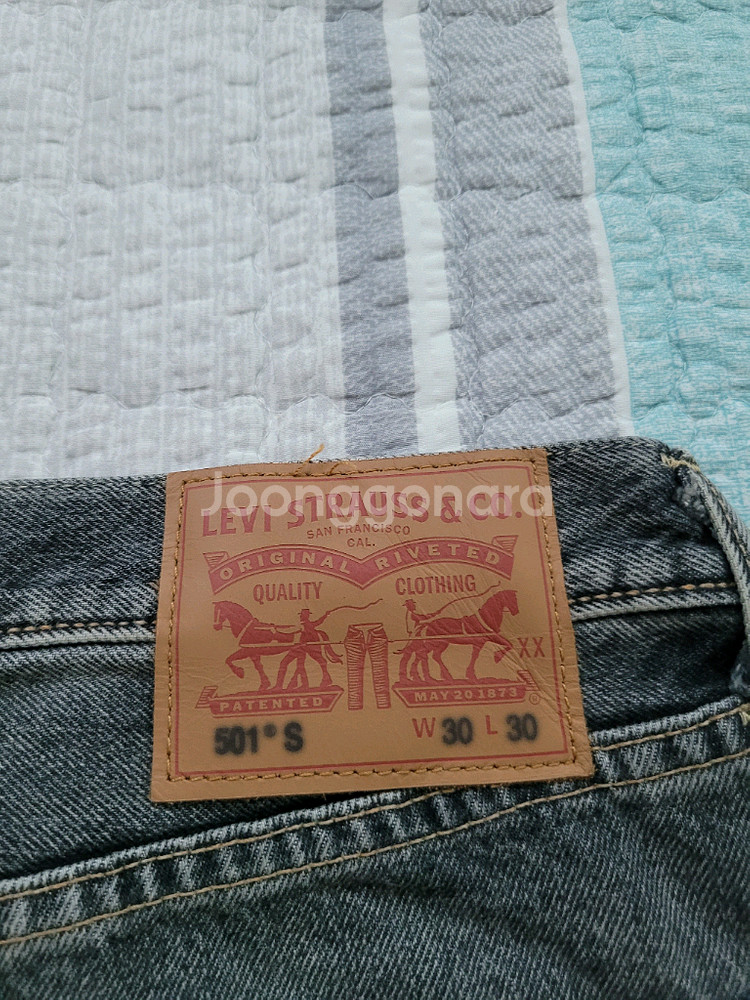 Joonggonara
LEVI STRAUSS & CO.
SAN FRANCISCO
CAL.
ORIGINAL RIVETED
QUALITY CLOTHING
XX
PATENTED MAY 20 1873 ®
501® S W 30 L 30